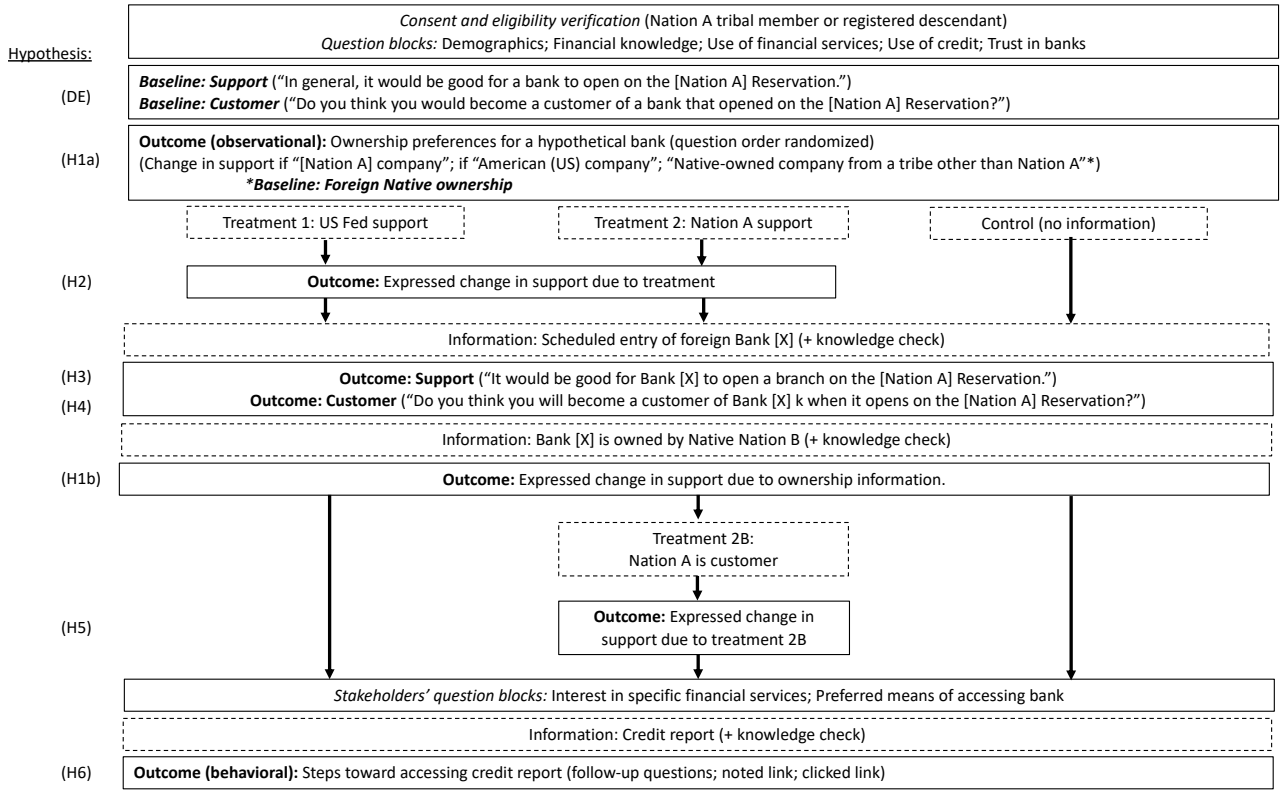 Consent and eligibility verification (Nation A tribal member or registered descendant)
Question blocks: Demographics; Financial knowledge; Use of financial services; Use of credit; Trust in banks
Hypothesis:
(DE)
Baseline: Support (“In general, it would be good for a bank to open on the [Nation A] Reservation.”)
Baseline: Customer (“Do you think you would become a customer of a bank that opened on the [Nation A] Reservation?”)
(H1a)
Outcome (observational): Ownership preferences for a hypothetical bank (question order randomized)
(Change in support if “[Nation A] company”; if “American (US) company”; “Native-owned company from a tribe other than Nation A”*)
*Baseline: Foreign Native ownership
Treatment 1: US Fed support
Treatment 2: Nation A support
Control (no information)
(H2)
Outcome: Expressed change in support due to treatment
Information: Scheduled entry of foreign Bank [X] (+ knowledge check)
(H3)
Outcome: Support (“It would be good for Bank [X] to open a branch on the [Nation A] Reservation.”)
(H4)
Outcome: Customer (“Do you think you will become a customer of Bank [X] k when it opens on the [Nation A] Reservation?”)
Information: Bank [X] is owned by Native Nation B (+ knowledge check)
(H1b)
Outcome: Expressed change in support due to ownership information.
Treatment 2B:
Nation A is customer
(H5)
Outcome: Expressed change in
support due to treatment 2B
Stakeholders’ question blocks: Interest in specific financial services; Preferred means of accessing bank
Information: Credit report (+ knowledge check)
(H6)
Outcome (behavioral): Steps toward accessing credit report (follow-up questions; noted link; clicked link)